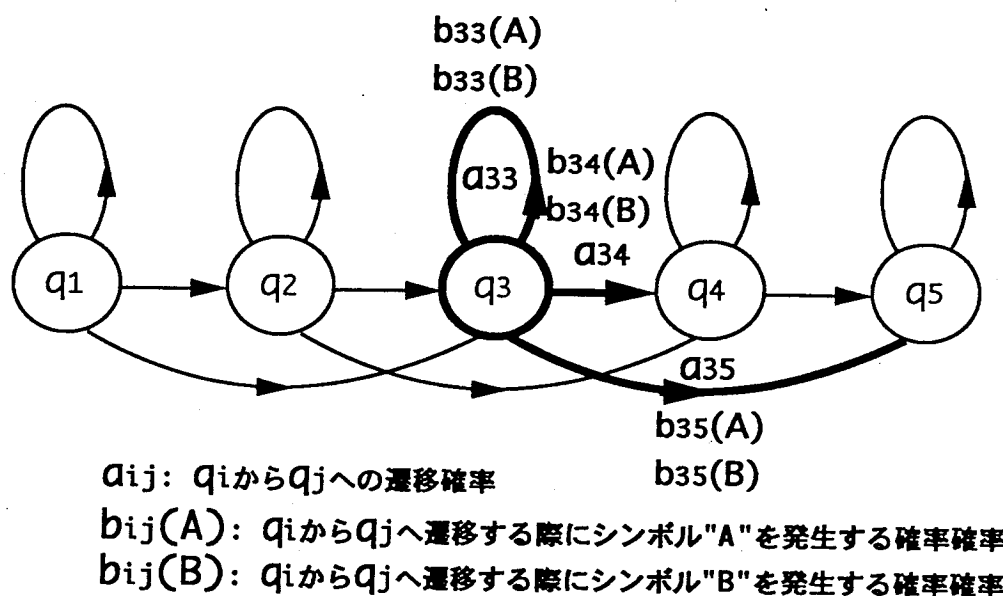 b33(A)
b33(B)
a33
b34(A)
b34(B)
a34
q1
q2
q3
q4
q5
a35
b35(A)
b35(B)
aij: qiからqjへの遷移確率
bij(A): qiからqjへ遷移する際にシンボル"A"を発生する確率確率
bij(B): qiからqjへ遷移する際にシンボル"B"を発生する確率確率